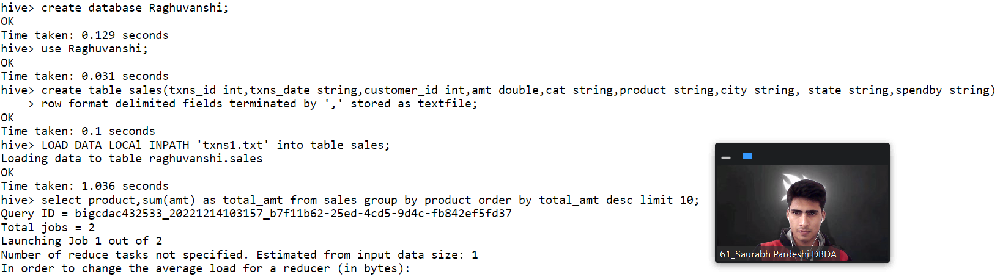 hive> create database Raghuvanshi;
OK
Time taken: 0.129 seconds
hive> use Raghuvanshi;
OK
Time taken: 0.031 seconds
hive> create table sales(txns_id int,txns_date string,customer_id int,amt double,cat string,product string,city string, state string,spendby string)
    > row format delimited fields terminated by ',' stored as textfile;
OK
Time taken: 0.1 seconds
hive> LOAD DATA LOCAl INPATH 'txns1.txt' into table sales;
Loading data to table raghuvanshi.sales
OK
Time taken: 1.036 seconds
hive> select product,sum(amt) as total_amt from sales group by product order by total_amt desc limit 10;
Query ID = bigcdac432533_20221214103157_b7f11b62-25ed-4cd5-9d4c-fb842ef5fd37
Total jobs = 2
Launching Job 1 out of 2
Number of reduce tasks not specified. Estimated from input data size: 1
In order to change the average load for a reducer (in bytes):
61_Saurabh Pardeshi DBDA